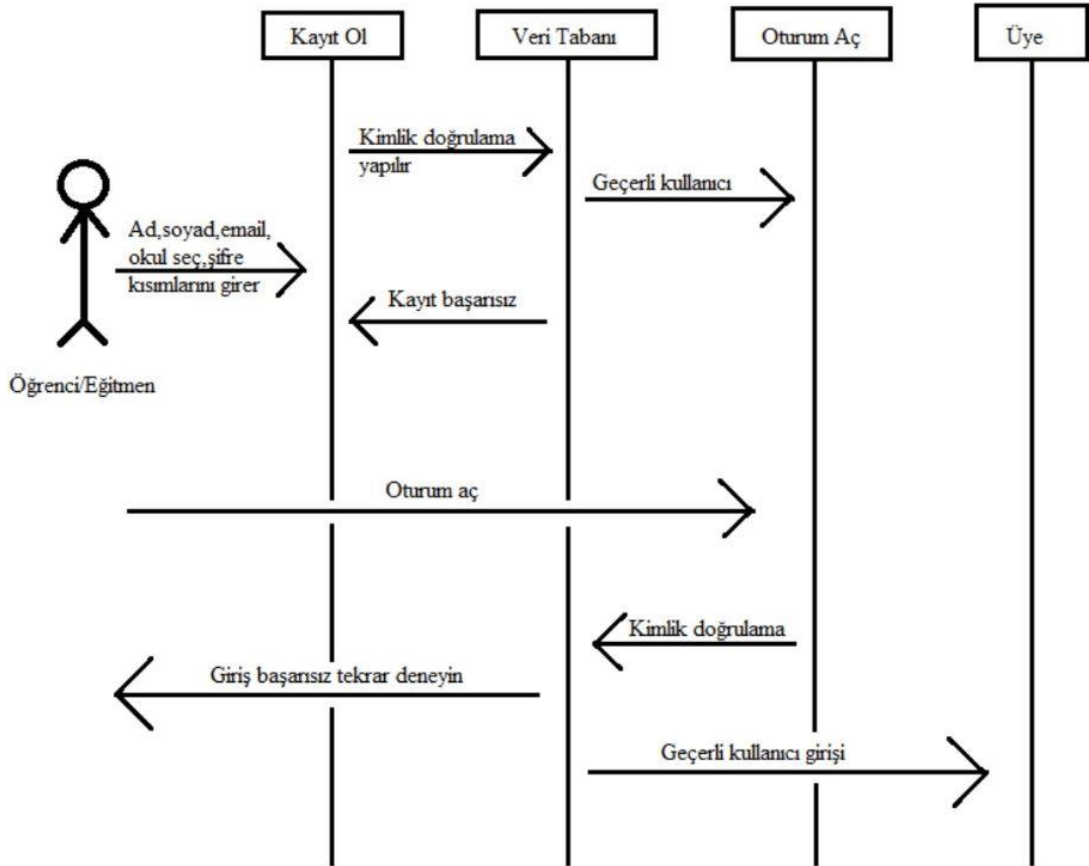 Kayıt Ol
Veri Tabanı
Oturum Aç
Üye
Kimlik doğrulama
yapılır
Geçerli kullanıcı
Ad,soyad,email,
okul seç,şifre
kısımlarını girer
Kayıt başarısız
Öğrenci/Eğitmen
Oturum aç
Kimlik doğrulama
Giriş başarısız tekrar deneyin
Geçerli kullanıcı girişi